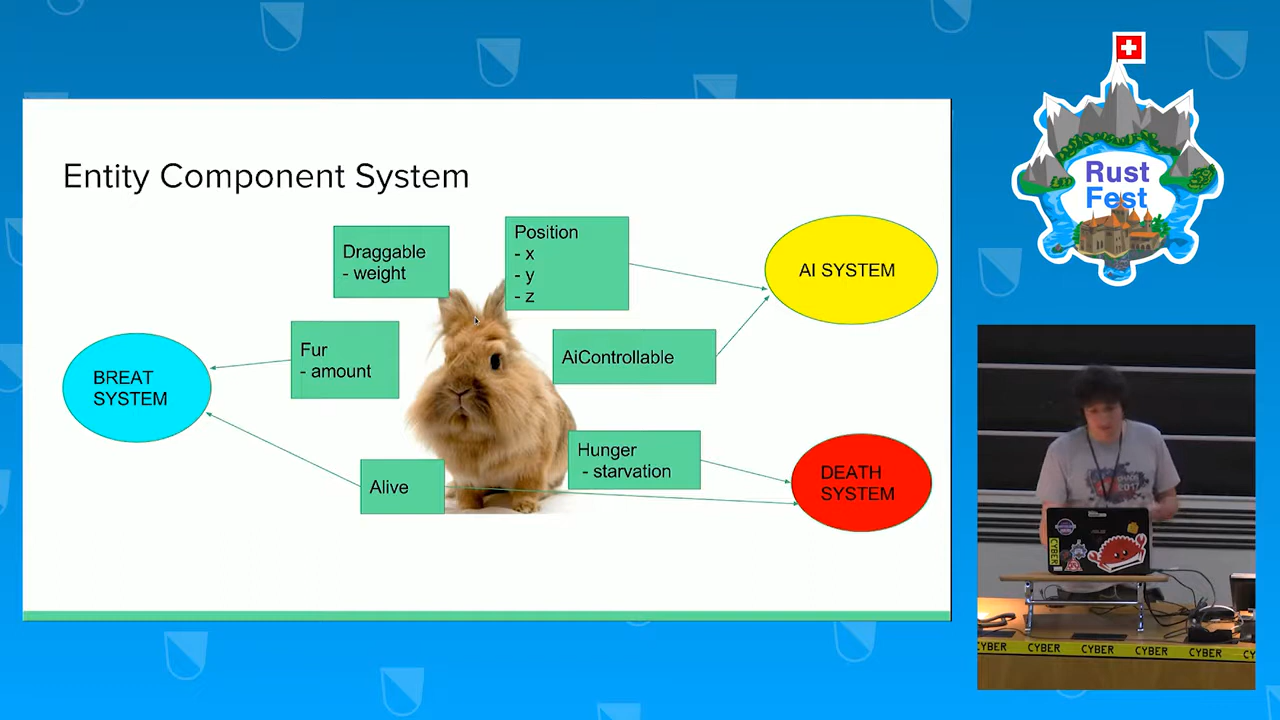 Entity Component System
Draggable
- weight
Position
- x
- y
- z
AI SYSTEM
Fur
- amount
AiControllable
BREAT
SYSTEM
Hunger
- starvation
Alive
DEATH
SYSTEM
Rust
Fest
2017
CYBER
CYBER CYBER CYBER CYBER CYBER